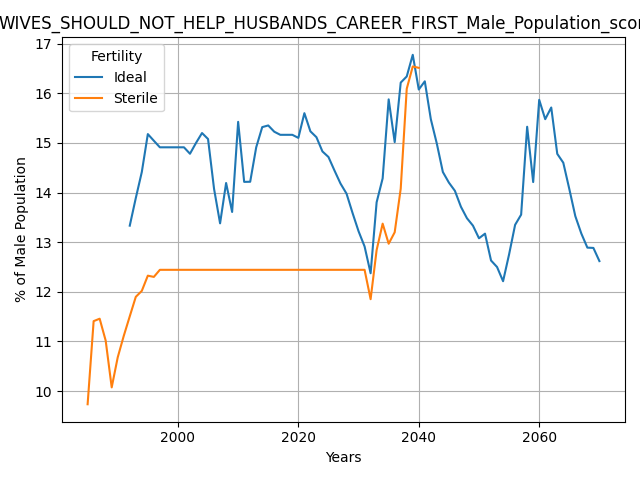 WIVES_SHOULD_NOT_HELP_HUSBANDS_CAREER_FIRST_Male_Population_scor
17
16
15
14
13
12
11
10
% of Male Population
Fertility
Ideal
Sterile
2000 2020 2040 2060
Years